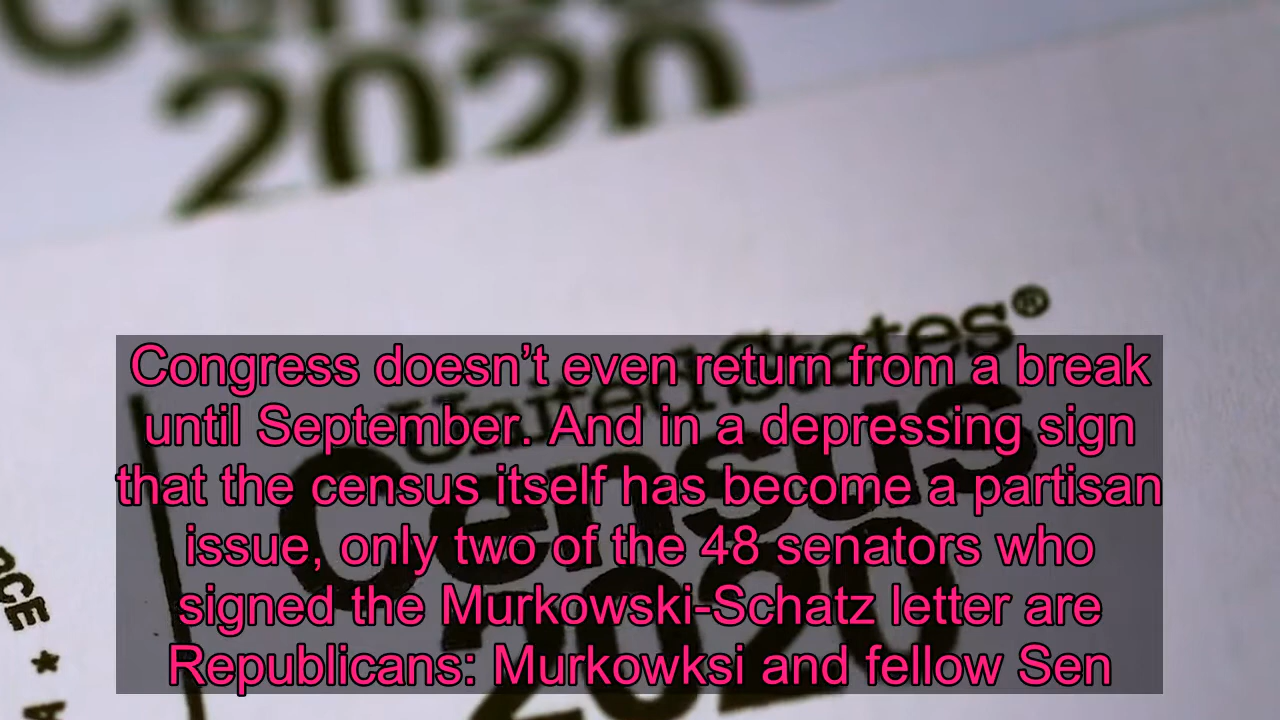 Census
2020
United States®
Census
2020
Congress doesn’t even return from a break
until September. And in a depressing sign
that the census itself has become a partisan
issue, only two of the 48 senators who
signed the Murkowski-Schatz letter are
Republicans: Murkowksi and fellow Sen